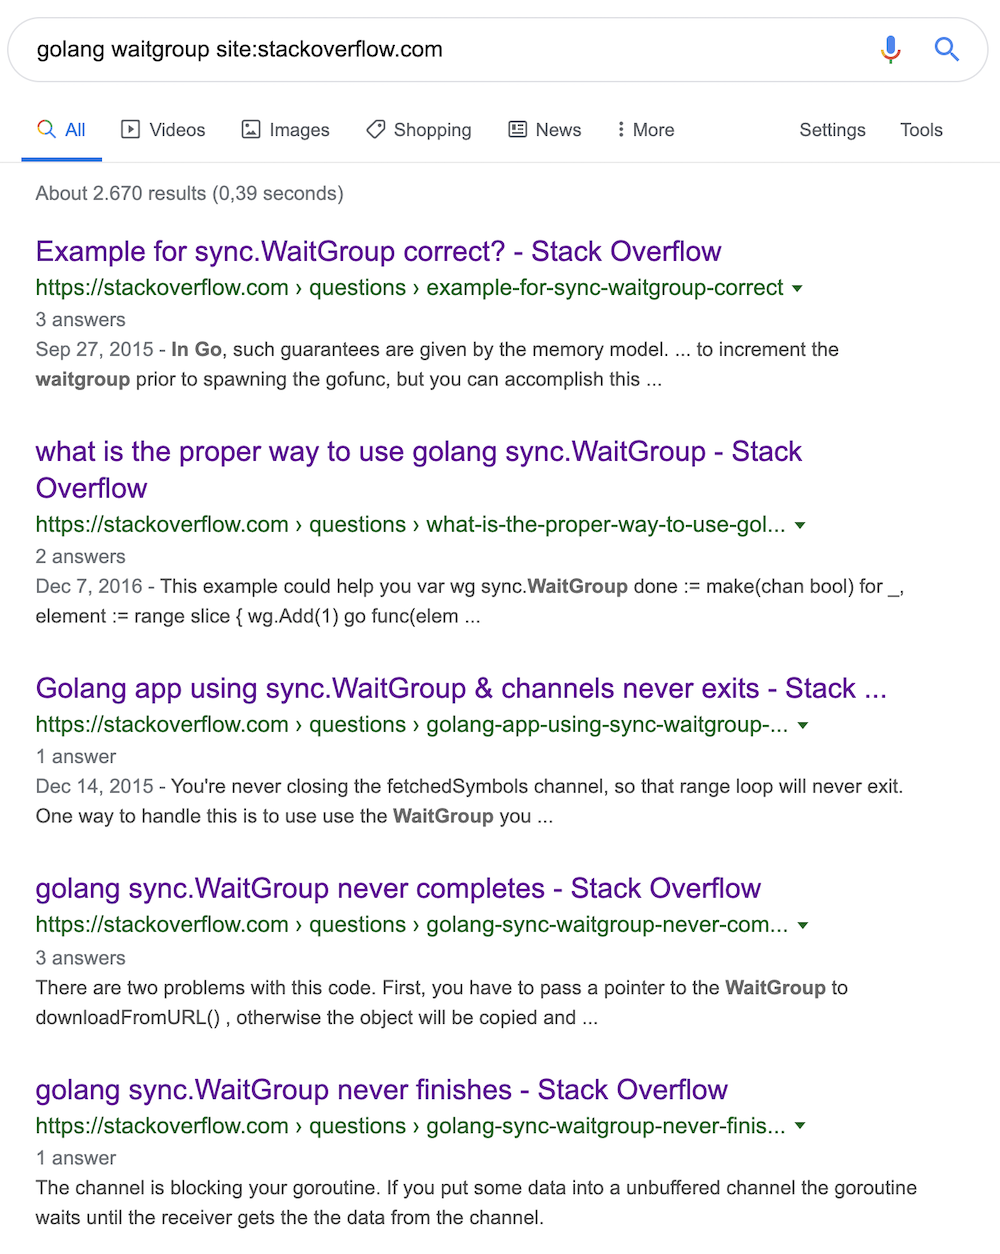 golang waitgroup site:stackoverflow.com
All Videos Images Shopping News More Settings Tools
About 2.670 results (0,39 seconds)
Example for sync.WaitGroup correct? - Stack Overflow
https://stackoverflow.com › questions › example-for-sync-waitgroup-correct
3 answers
Sep 27, 2015 - In Go, such guarantees are given by the memory model. ... to increment the
waitgroup prior to spawning the gofunc, but you can accomplish this ...
what is the proper way to use golang sync.WaitGroup - Stack
Overflow
https://stackoverflow.com › questions › what-is-the-proper-way-to-use-gol...
2 answers
Dec 7, 2016 - This example could help you var wg sync.WaitGroup done := make(chan bool) for _,
element := range slice { wg.Add(1) go func(elem ...
Golang app using sync.WaitGroup & channels never exits - Stack ...
https://stackoverflow.com › questions › golang-app-using-sync-waitgroup-...
1 answer
Dec 14, 2015 - You're never closing the fetchedSymbols channel, so that range loop will never exit.
One way to handle this is to use use the WaitGroup you ...
golang sync.WaitGroup never completes - Stack Overflow
https://stackoverflow.com › questions › golang-sync-waitgroup-never-com...
3 answers
There are two problems with this code. First, you have to pass a pointer to the WaitGroup to
downloadFromURL() , otherwise the object will be copied and ...
golang sync.WaitGroup never finishes - Stack Overflow
https://stackoverflow.com › questions › golang-sync-waitgroup-never-finis...
1 answer
The channel is blocking your goroutine. If you put some data into a unbuffered channel the goroutine
waits until the receiver gets the the data from the channel.